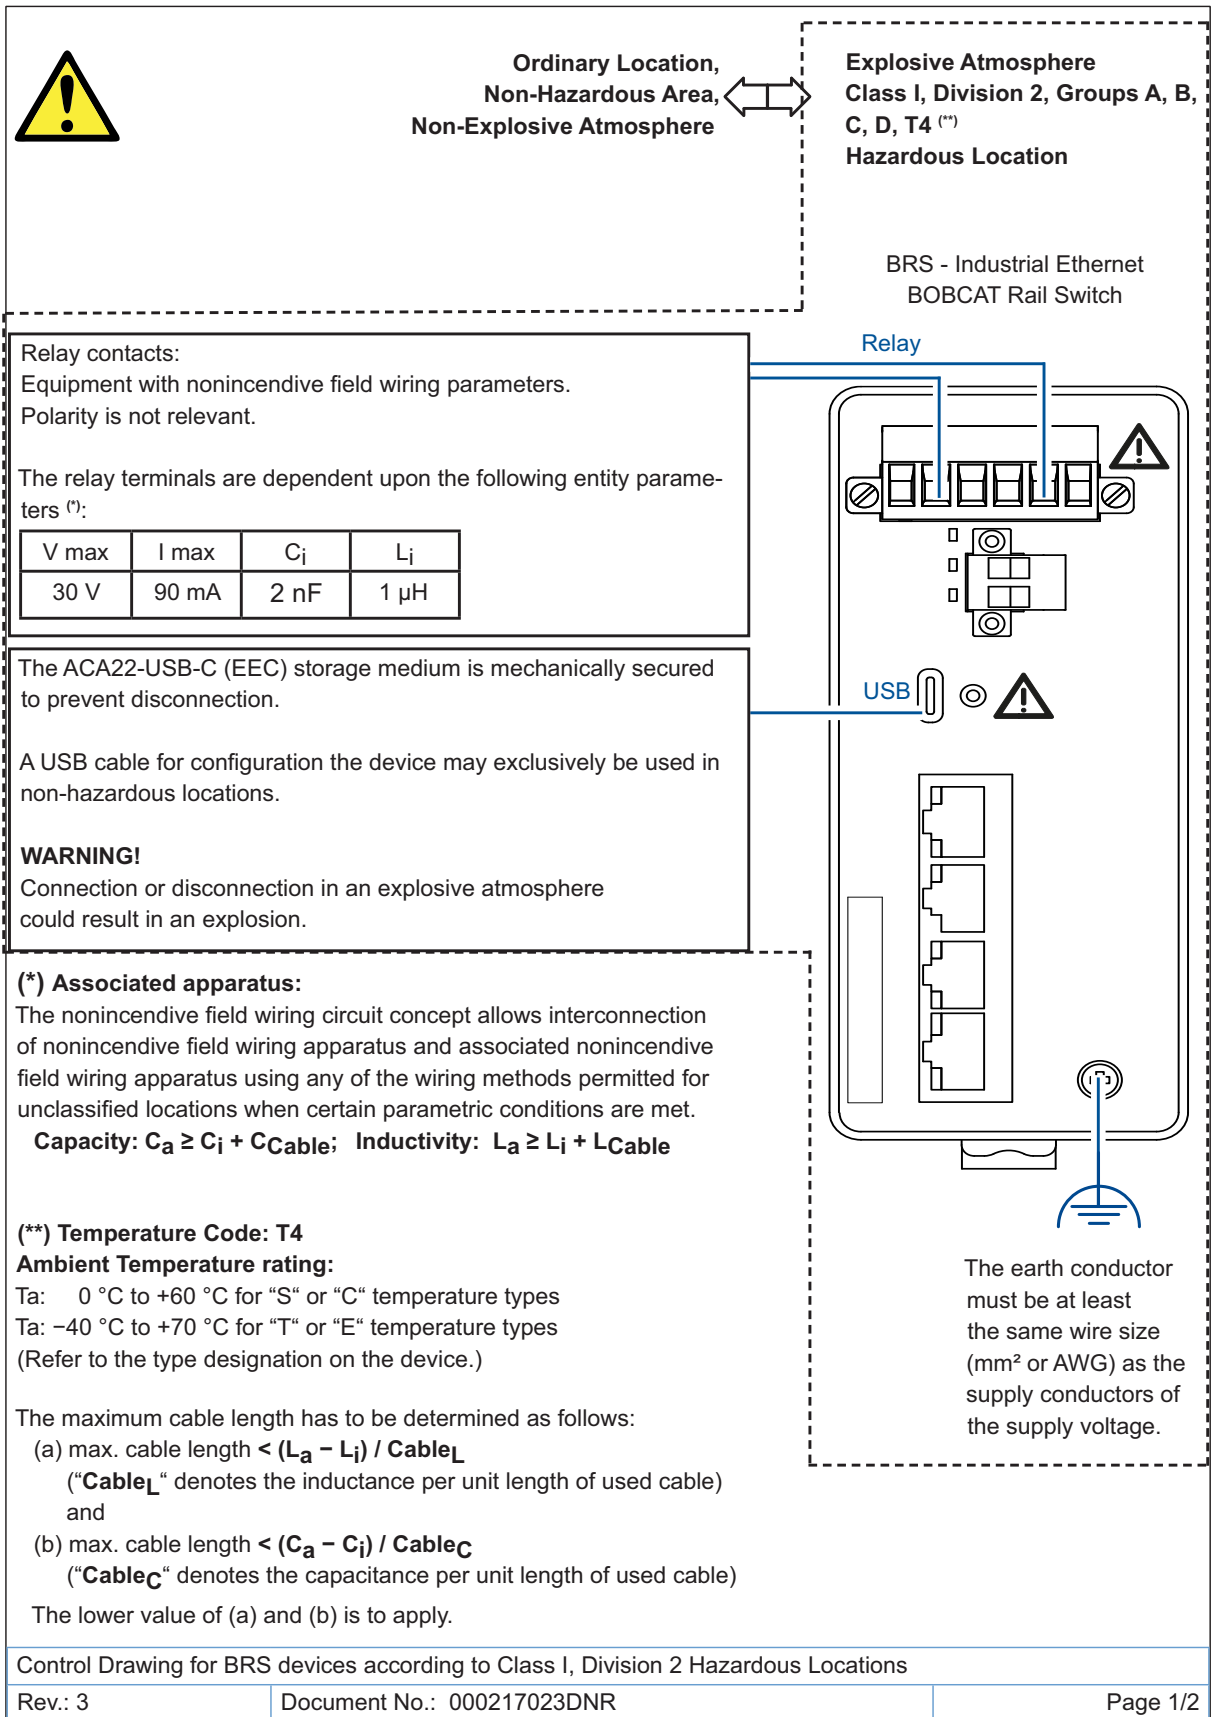 Ordinary Location,
Non-Hazardous Area,
Non-Explosive Atmosphere
Explosive Atmosphere
Class I, Division 2, Groups A, B,
C, D, T4 (**)
Hazardous Location
BRS - Industrial Ethernet
BOBCAT Rail Switch
Relay contacts:
Equipment with nonincendive field wiring parameters.
Polarity is not relevant.
The relay terminals are dependent upon the following entity parame-
ters (*):
V max I max Ci Li
30 V 90 mA 2 nF 1 µH
Relay
The ACA22-USB-C (EEC) storage medium is mechanically secured
to prevent disconnection.
A USB cable for configuration the device may exclusively be used in
non-hazardous locations.
WARNING!
Connection or disconnection in an explosive atmosphere
could result in an explosion.
USB
(*) Associated apparatus:
The nonincendive field wiring circuit concept allows interconnection
of nonincendive field wiring apparatus and associated nonincendive
field wiring apparatus using any of the wiring methods permitted for
unclassified locations when certain parametric conditions are met.
Capacity: Ca ≥ Ci + CCable; Inductivity: La ≥ Li + LCable
(**) Temperature Code: T4
Ambient Temperature rating:
Ta: 0 °C to +60 °C for “S“ or “C“ temperature types
Ta: −40 °C to +70 °C for “T“ or “E“ temperature types
(Refer to the type designation on the device.)
The maximum cable length has to be determined as follows:
(a) max. cable length < (La − Li) / CableL
(“CableL“ denotes the inductance per unit length of used cable)
and
(b) max. cable length < (Ca − Ci) / CableC
(“CableC“ denotes the capacitance per unit length of used cable)
The lower value of (a) and (b) is to apply.
The earth conductor
must be at least
the same wire size
(mm² or AWG) as the
supply conductors of
the supply voltage.
Control Drawing for BRS devices according to Class I, Division 2 Hazardous Locations
Rev.: 3 Document No.: 000217023DNR Page 1/2